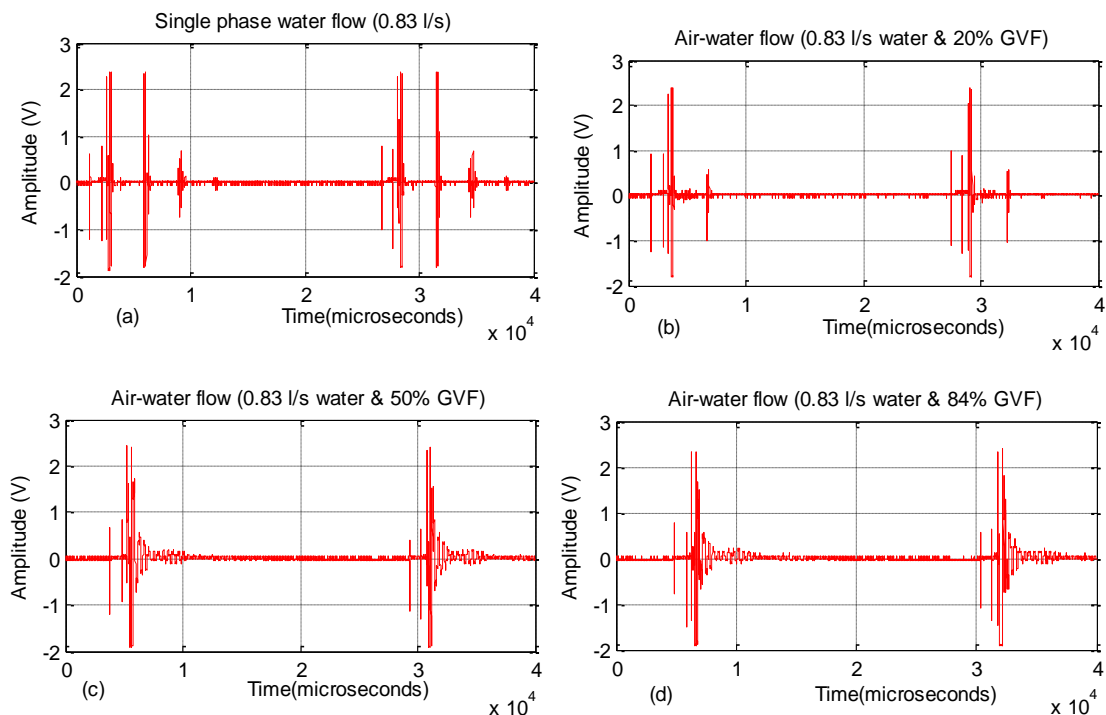 Single phase water flow (0.83 l/s)
3
2
1
0
-1
-2
Amplitude (V)
0
1
2
3
4
(a)
Time(microseconds)
x 10^4
Air-water flow (0.83 l/s water & 20% GVF)
3
2
1
0
-1
-2
Amplitude (V)
0
1
2
3
4
(b)
Time(microseconds)
x 10^4
Air-water flow (0.83 l/s water & 50% GVF)
3
2
1
0
-1
-2
Amplitude (V)
0
1
2
3
4
(c)
Time(microseconds)
x 10^4
Air-water flow (0.83 l/s water & 84% GVF)
3
2
1
0
-1
-2
Amplitude (V)
0
1
2
3
4
(d)
Time(microseconds)
x 10^4